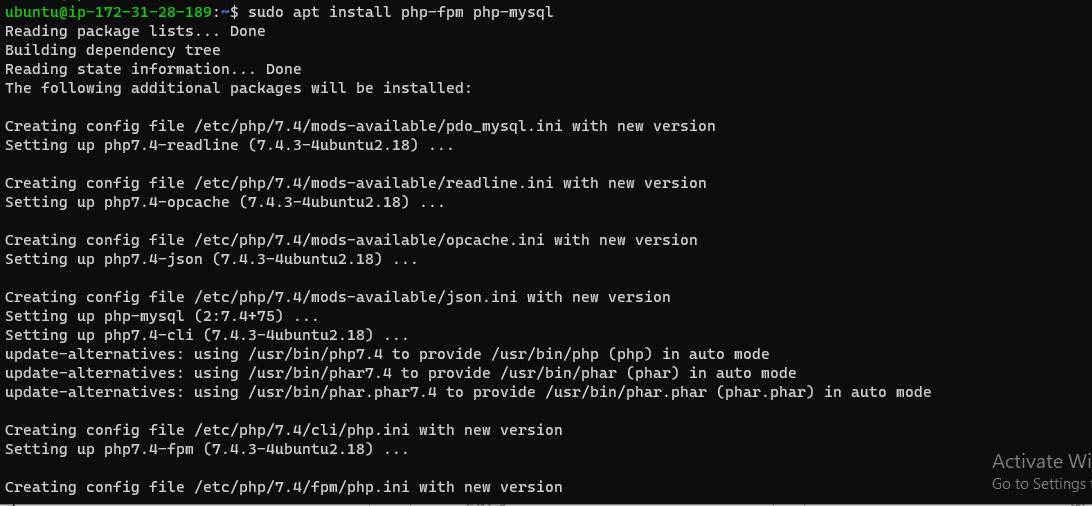 ubuntu@ip-172-31-28-189:~$ sudo apt install php-fpm php-mysql
Reading package lists... Done
Building dependency tree
Reading state information... Done
The following additional packages will be installed:
Creating config file /etc/php/7.4/mods-available/pdo_mysql.ini with new version
Setting up php7.4-readline (7.4.3-4ubuntu2.18) ...
Creating config file /etc/php/7.4/mods-available/readline.ini with new version
Setting up php7.4-opcache (7.4.3-4ubuntu2.18) ...
Creating config file /etc/php/7.4/mods-available/opcache.ini with new version
Setting up php7.4-json (7.4.3-4ubuntu2.18) ...
Creating config file /etc/php/7.4/mods-available/json.ini with new version
Setting up php-mysql (2:7.4+75) ...
Setting up php7.4-cli (7.4.3-4ubuntu2.18) ...
update-alternatives: using /usr/bin/php7.4 to provide /usr/bin/php (php) in auto mode
update-alternatives: using /usr/bin/phar7.4 to provide /usr/bin/phar (phar) in auto mode
update-alternatives: using /usr/bin/phar.phar7.4 to provide /usr/bin/phar.phar (phar.phar) in auto mode
Creating config file /etc/php/7.4/cli/php.ini with new version
Setting up php7.4-fpm (7.4.3-4ubuntu2.18) ...
Creating config file /etc/php/7.4/fpm/php.ini with new version
Activate Wi
Go to Settings